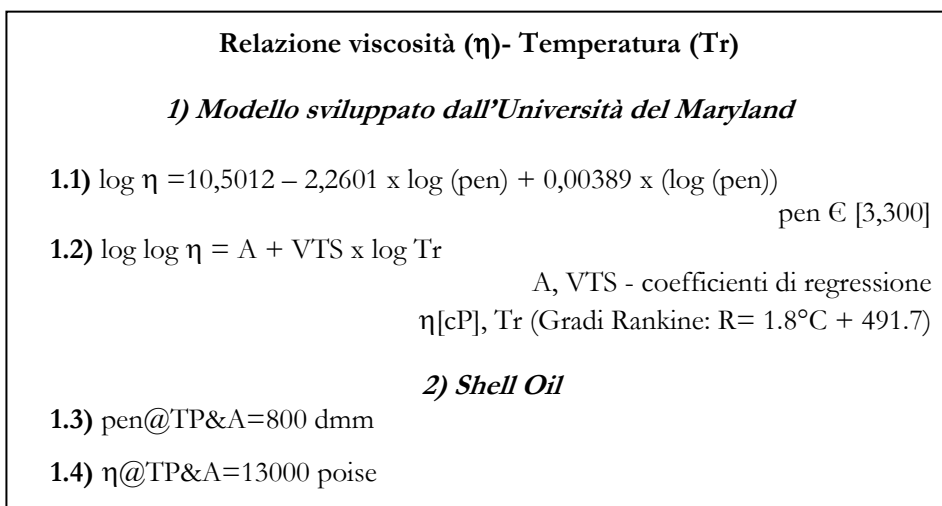 Relazione viscosità (η)- Temperatura (Tr)
1) Modello sviluppato dall'Università del Maryland
1.1) log η =10,5012 – 2,2601 x log (pen) + 0,00389 x (log (pen))
pen Є [3,300]
1.2) log log η = A + VTS x log Tr
A, VTS - coefficienti di regressione
η[cP], Tr (Gradi Rankine: R= 1.8°C + 491.7)
2) Shell Oil
1.3) pen@TP&A=800 dmm
1.4) η@TP&A=13000 poise